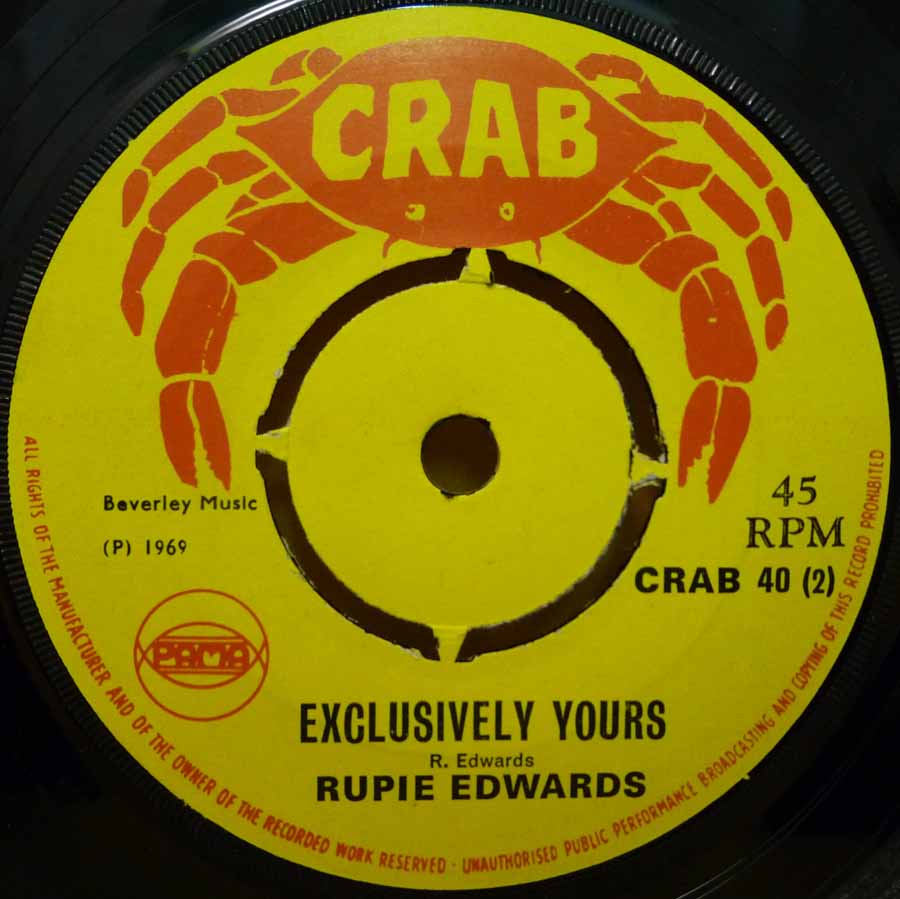 CRAB
Beverley Music
(P) 1969
45
RPM
CRAB 40 (2)
PAMA
EXCLUSIVELY YOURS
R. Edwards
RUPIE EDWARDS
ALL RIGHTS OF THE MANUFACTURER AND OF THE OWNER OF THE RECORDED WORK RESERVED · UNAUTHORISED PUBLIC PERFORMANCE BROADCASTING AND COPYING OF THIS RECORD PROHIBITED